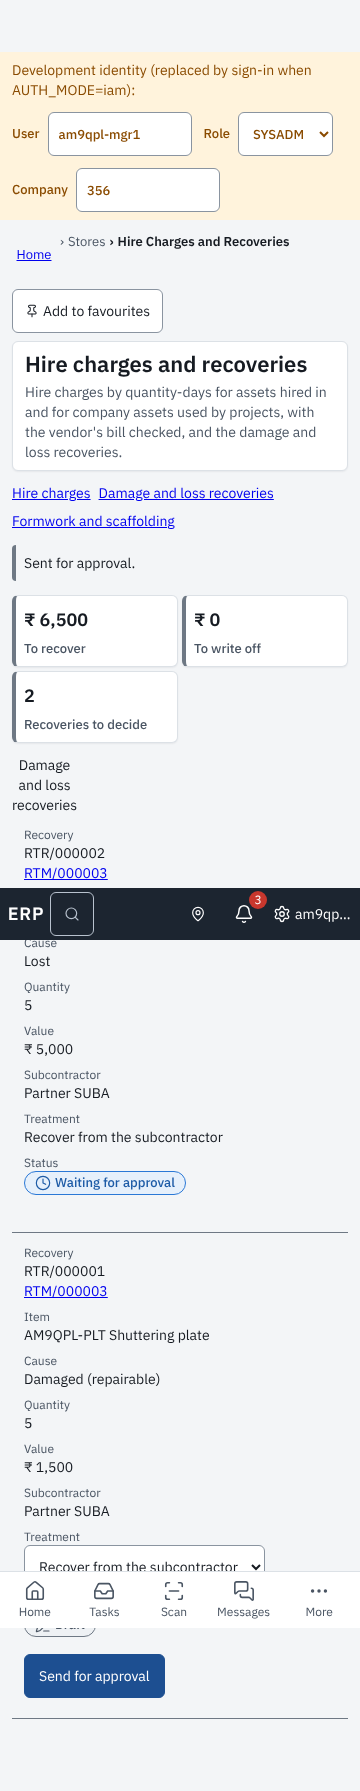 Development identity (replaced by sign-in when
AUTH_MODE=iam):
User am9qpl-mgr1 Role SYSADM
Company 356
Home › Stores › Hire Charges and Recoveries
Add to favourites
Hire charges and recoveries
Hire charges by quantity-days for assets hired in
and for company assets used by projects, with
the vendor's bill checked, and the damage and
loss recoveries.
Hire charges Damage and loss recoveries
Formwork and scaffolding
Sent for approval.
₹ 6,500
To recover
₹ 0
To write off
2
Recoveries to decide
Damage
and loss
recoveries
Recovery
RTR/000002
RTM/000003
ERP 3 am9qp...
Cause
Lost
Quantity
5
Value
₹ 5,000
Subcontractor
Partner SUBA
Treatment
Recover from the subcontractor
Status
Waiting for approval
Recovery
RTR/000001
RTM/000003
Item
AM9QPL-PLT Shuttering plate
Cause
Damaged (repairable)
Quantity
5
Value
₹ 1,500
Subcontractor
Partner SUBA
Treatment
Recover from the subcontractor
Home Tasks Scan Messages More
Send for approval